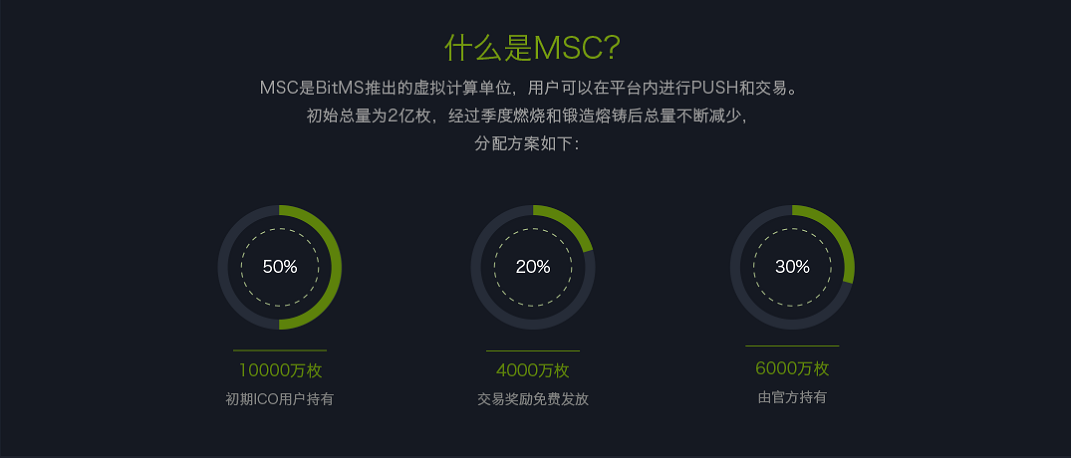 什么是MSC？
MSC是BitMS推出的虚拟计算单位，用户可以在平台内进行PUSH和交易。
初始总量为2亿枚，经过季度燃烧和锻造熔铸后总量不断减少，
分配方案如下：
50%
20%
30%
10000万枚
4000万枚
6000万枚
初期ICO用户持有
交易奖励免费发放
由官方持有